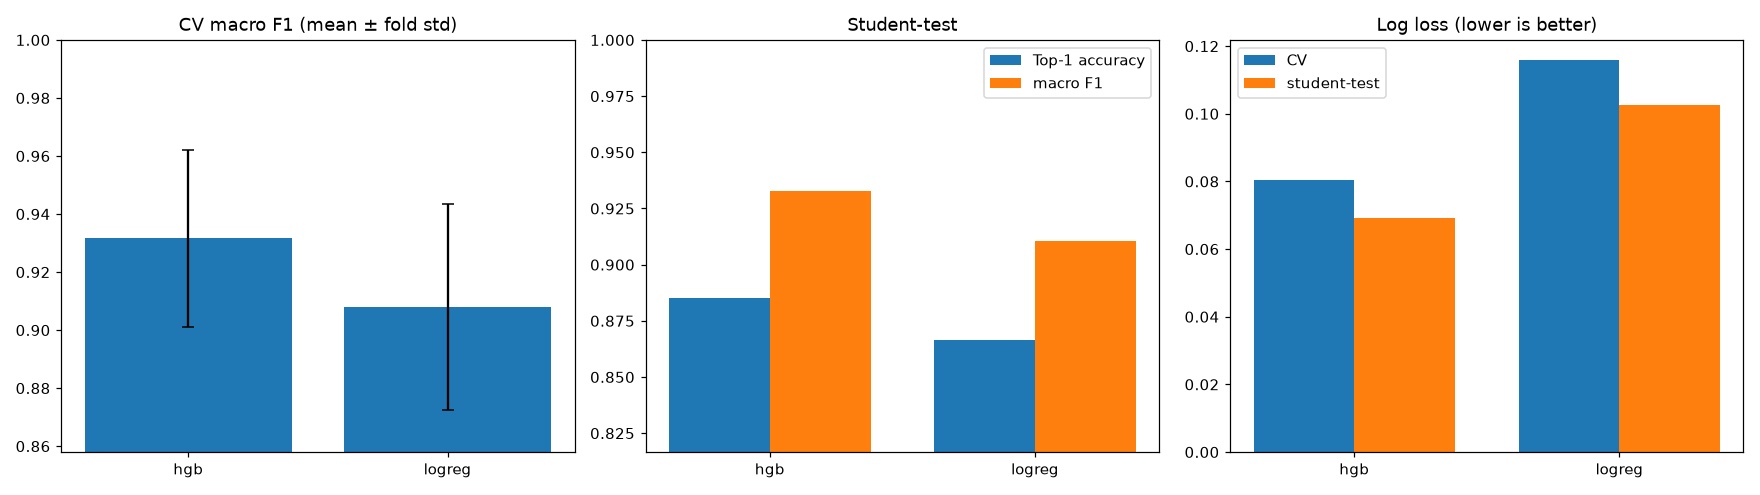 CV macro F1 (mean ± fold std)
1.00
0.98
0.96
0.94
0.92
0.90
0.88
0.86
hgb
logreg
Student-test
Top-1 accuracy
macro F1
1.000
0.975
0.950
0.925
0.900
0.875
0.850
0.825
hgb
logreg
Log loss (lower is better)
CV
student-test
0.12
0.10
0.08
0.06
0.04
0.02
0.00
hgb
logreg